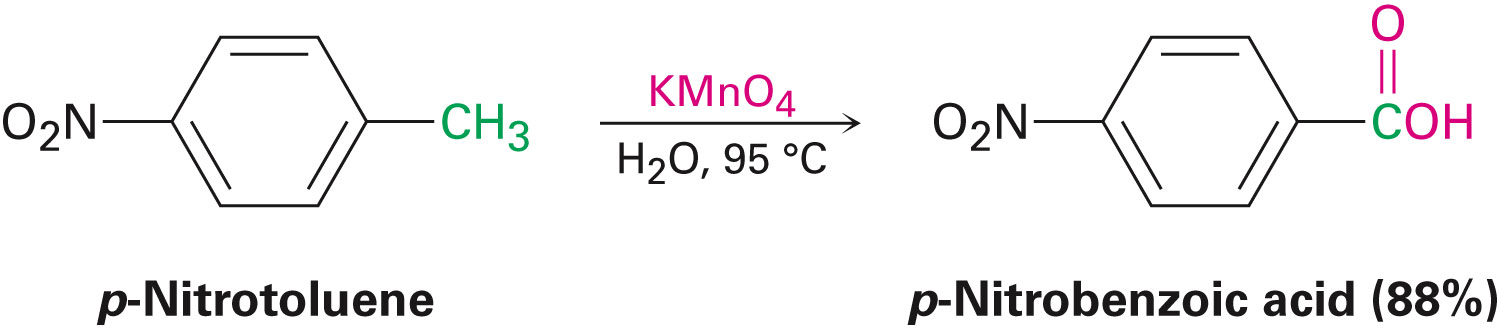 O
KMnO₄
O₂N CH₃ O₂N COH
H₂O, 95 °C
p-Nitrotoluene p-Nitrobenzoic acid (88%)